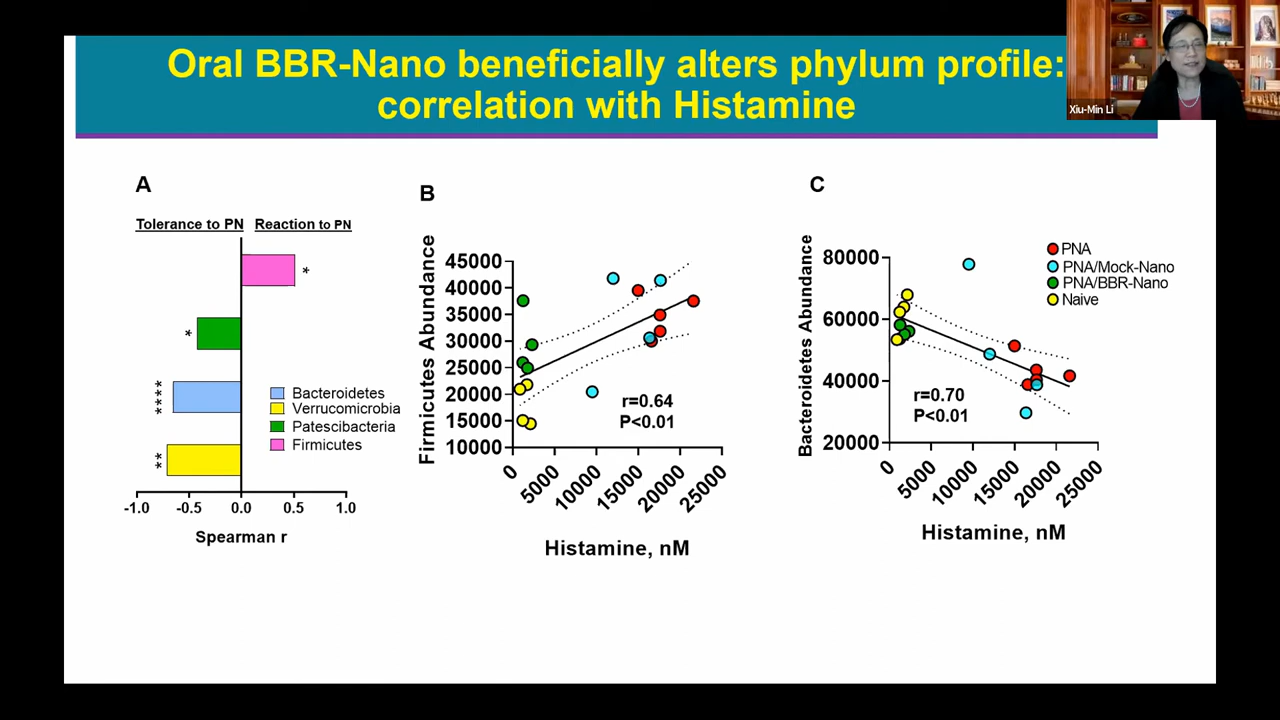 Oral BBR-Nano beneficially alters phylum profile:
correlation with Histamine
Xiu-Min Li
A
Tolerance to PN Reaction to PN
*
*
****
**
Bacteroidetes
Verrucomicrobia
Patescibacteria
Firmicutes
-1.0 -0.5 0.0 0.5 1.0
Spearman r
B
Firmicutes Abundance
45000
40000
35000
30000
25000
20000
15000
10000
r=0.64
P<0.01
0 5000 10000 15000 20000 25000
Histamine, nM
C
Bacteroidetes Abundance
80000
60000
40000
20000
PNA
PNA/Mock-Nano
PNA/BBR-Nano
Naive
r=0.70
P<0.01
0 5000 10000 15000 20000 25000
Histamine, nM